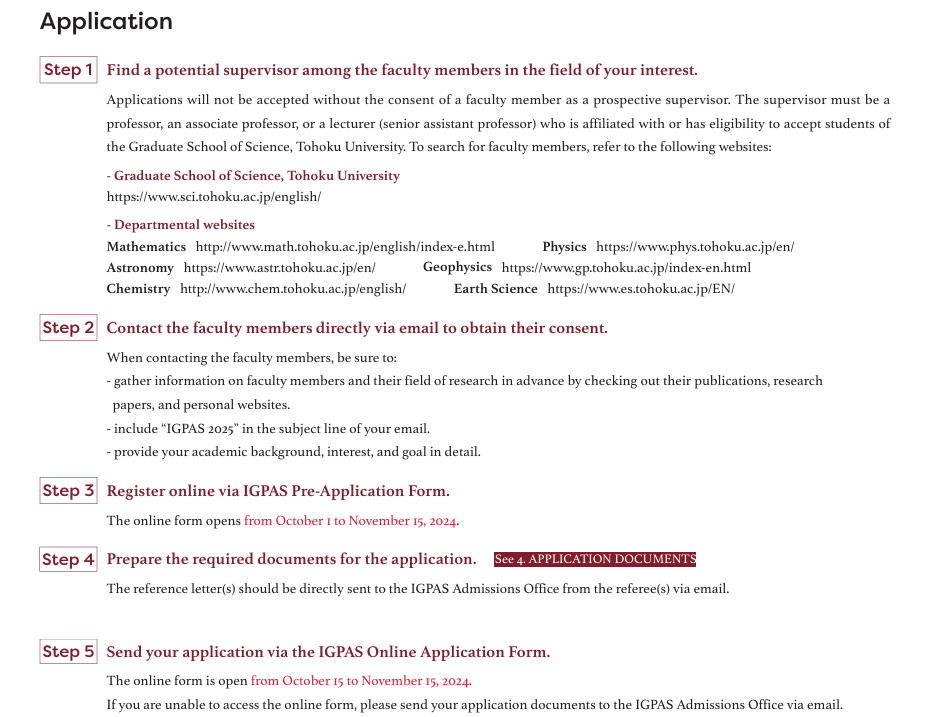 Application
Step 1 Find a potential supervisor among the faculty members in the field of your interest.
Applications will not be accepted without the consent of a faculty member as a prospective supervisor. The supervisor must be a
professor, an associate professor, or a lecturer (senior assistant professor) who is affiliated with or has eligibility to accept students of
the Graduate School of Science, Tohoku University. To search for faculty members, refer to the following websites:
- Graduate School of Science, Tohoku University
https://www.sci.tohoku.ac.jp/english/
- Departmental websites
Mathematics http://www.math.tohoku.ac.jp/english/index-e.html Physics https://www.phys.tohoku.ac.jp/en/
Astronomy https://www.astr.tohoku.ac.jp/en/ Geophysics https://www.gp.tohoku.ac.jp/index-en.html
Chemistry http://www.chem.tohoku.ac.jp/english/ Earth Science https://www.es.tohoku.ac.jp/EN/
Step 2 Contact the faculty members directly via email to obtain their consent.
When contacting the faculty members, be sure to:
- gather information on faculty members and their field of research in advance by checking out their publications, research
papers, and personal websites.
- include “IGPAS 2025” in the subject line of your email.
- provide your academic background, interest, and goal in detail.
Step 3 Register online via IGPAS Pre-Application Form.
The online form opens from October 1 to November 15, 2024.
Step 4 Prepare the required documents for the application. See 4. APPLICATION DOCUMENTS
The reference letter(s) should be directly sent to the IGPAS Admissions Office from the referee(s) via email.
Step 5 Send your application via the IGPAS Online Application Form.
The online form is open from October 15 to November 15, 2024.
If you are unable to access the online form, please send your application documents to the IGPAS Admissions Office via email.